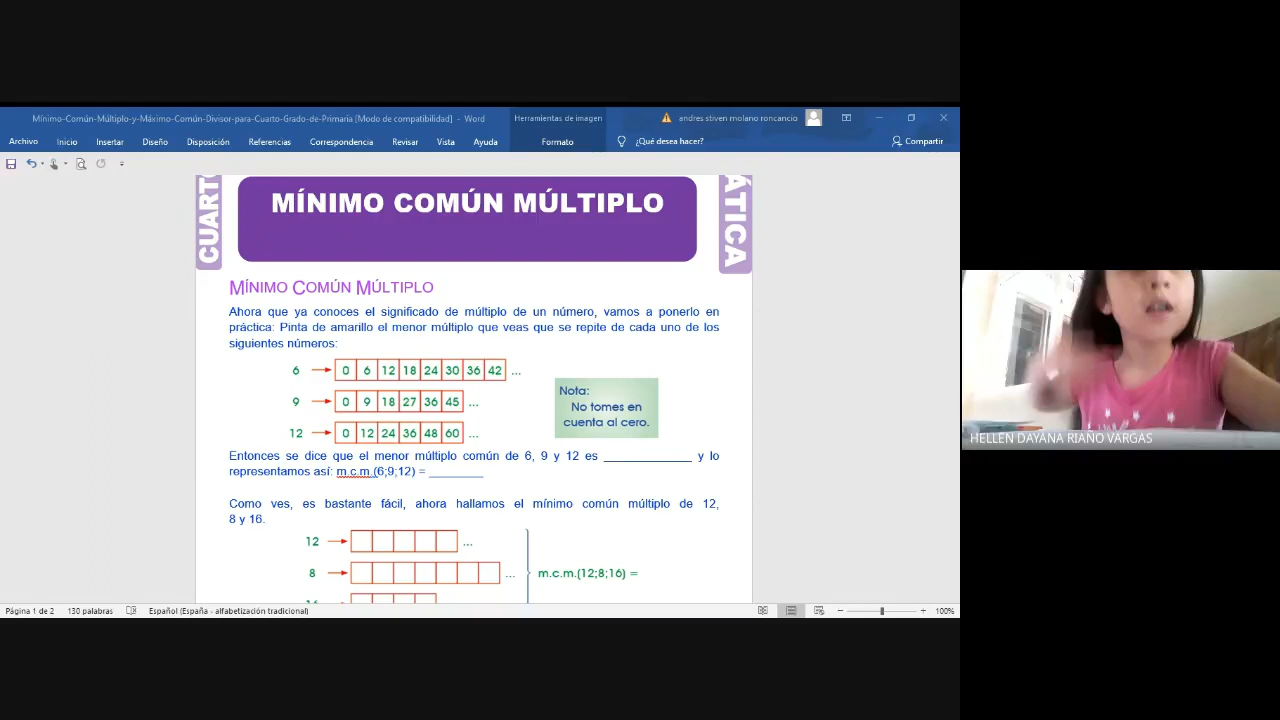 Mínimo-Común-Múltiplo-y-Máximo-Común-Divisor-para-Cuarto-Grado-de-Primaria [Modo de compatibilidad] - Word
Herramientas de imagen
andres stiven molano roncancio
Archivo Inicio Insertar Diseño Disposición Referencias Correspondencia Revisar Vista Ayuda Formato ¿Qué desea hacer? Compartir
CUARTO
MÍNIMO COMÚN MÚLTIPLO
ÁTICA
MÍNIMO COMÚN MÚLTIPLO
Ahora que ya conoces el significado de múltiplo de un número, vamos a ponerlo en
práctica: Pinta de amarillo el menor múltiplo que veas que se repite de cada uno de los
siguientes números:
6 → 0 6 12 18 24 30 36 42 ...
9 → 0 9 18 27 36 45 ...
12 → 0 12 24 36 48 60 ...
Nota:
No tomes en
cuenta al cero.
Entonces se dice que el menor múltiplo común de 6, 9 y 12 es _____________ y lo
representamos así: m.c.m.(6;9;12) = _________
Como ves, es bastante fácil, ahora hallamos el mínimo común múltiplo de 12,
8 y 16.
12 → ...
8 → ...
m.c.m.(12;8;16) =
HELLEN DAYANA RIAÑO VARGAS
Página 1 de 2 130 palabras Español (España - alfabetización tradicional) 100%